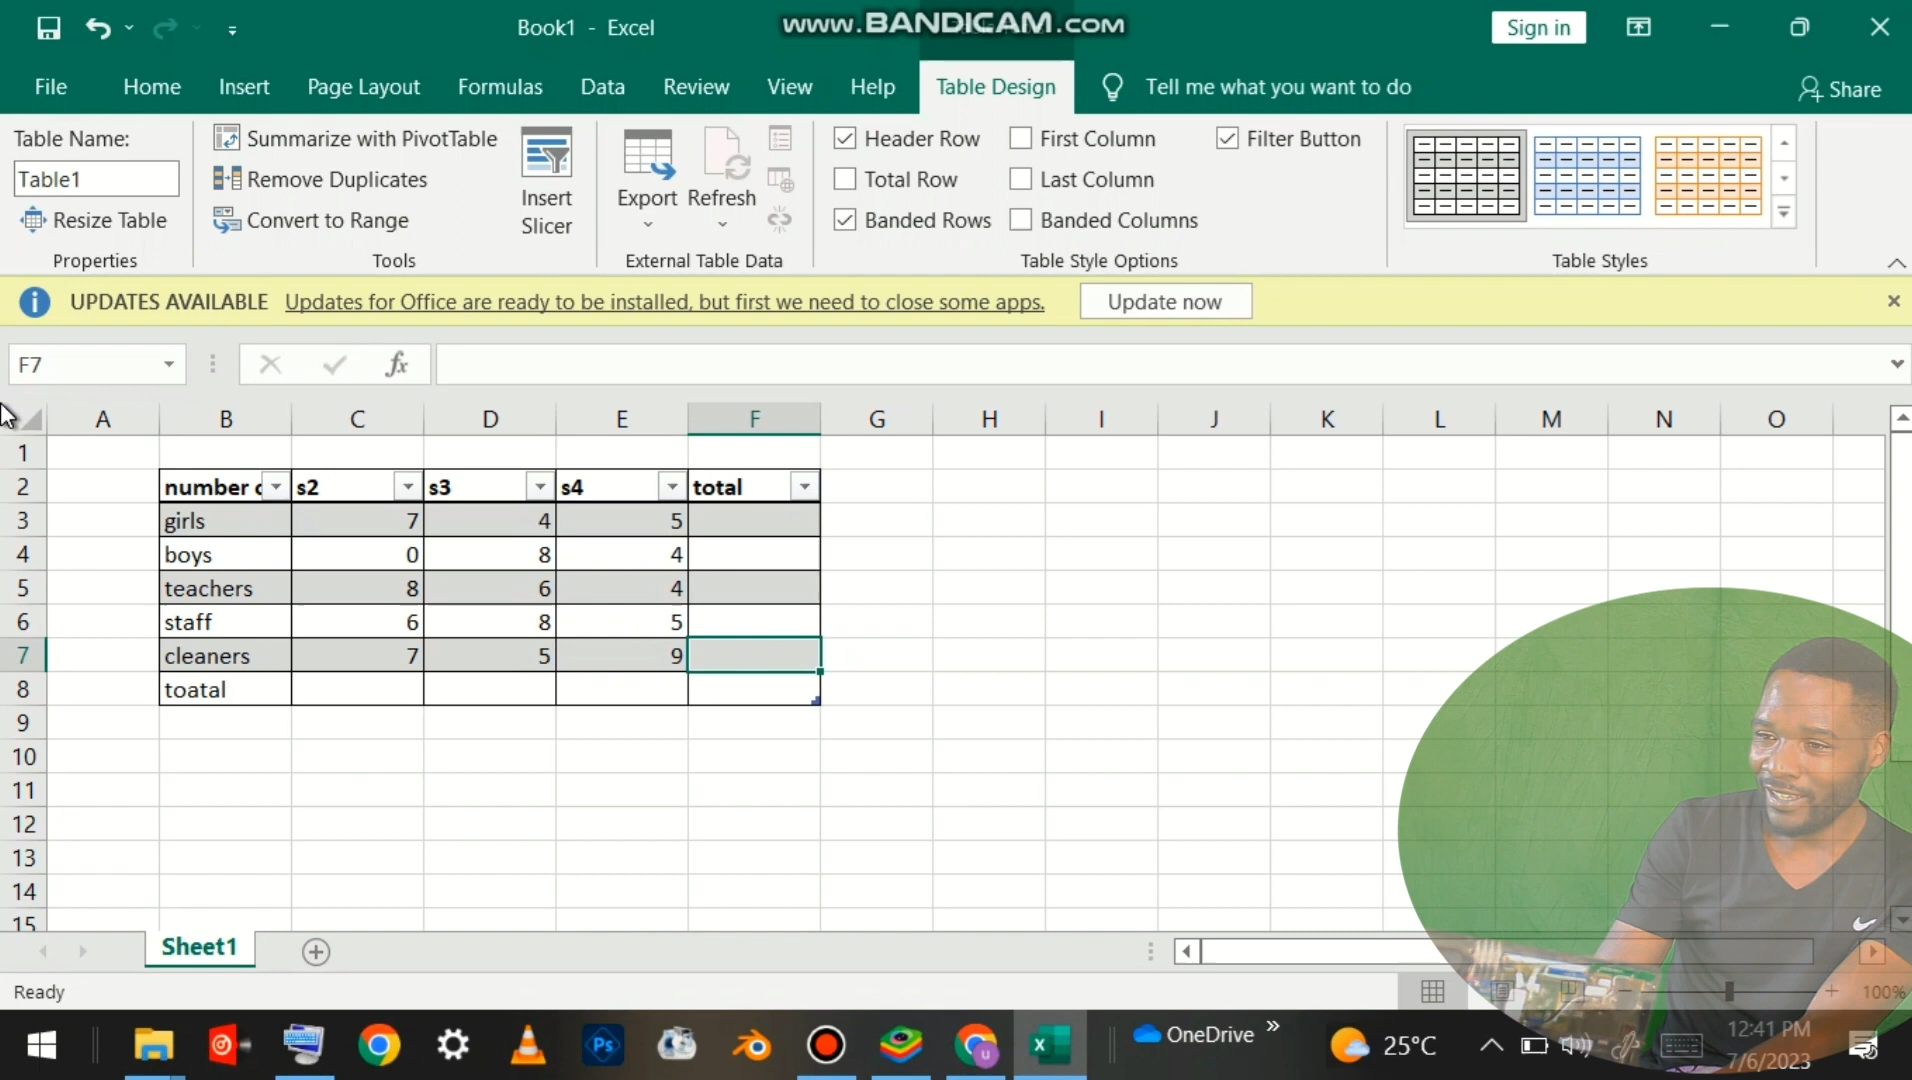 Book1 - Excel
www.BANDICAM.com
Sign in
File Home Insert Page Layout Formulas Data Review View Help Table Design Tell me what you want to do Share
Table Name:
Table1
Resize Table
Properties
Summarize with PivotTable
Remove Duplicates
Convert to Range
Insert
Slicer
Tools
Export
Refresh
External Table Data
Header Row
First Column
Filter Button
Total Row
Last Column
Banded Rows
Banded Columns
Table Style Options
Table Styles
UPDATES AVAILABLE Updates for Office are ready to be installed, but first we need to close some apps. Update now
F7 fx
A B C D E F G H I J K L M N O
1
2 number s2 s3 s4 total
3 girls 7 4 5
4 boys 0 8 4
5 teachers 8 6 4
6 staff 6 8 5
7 cleaners 7 5 9
8 toatal
9
10
11
12
13
14
15
Sheet1
Ready
100%
Ps
OneDrive
25°C
12:41 PM
7/6/2023